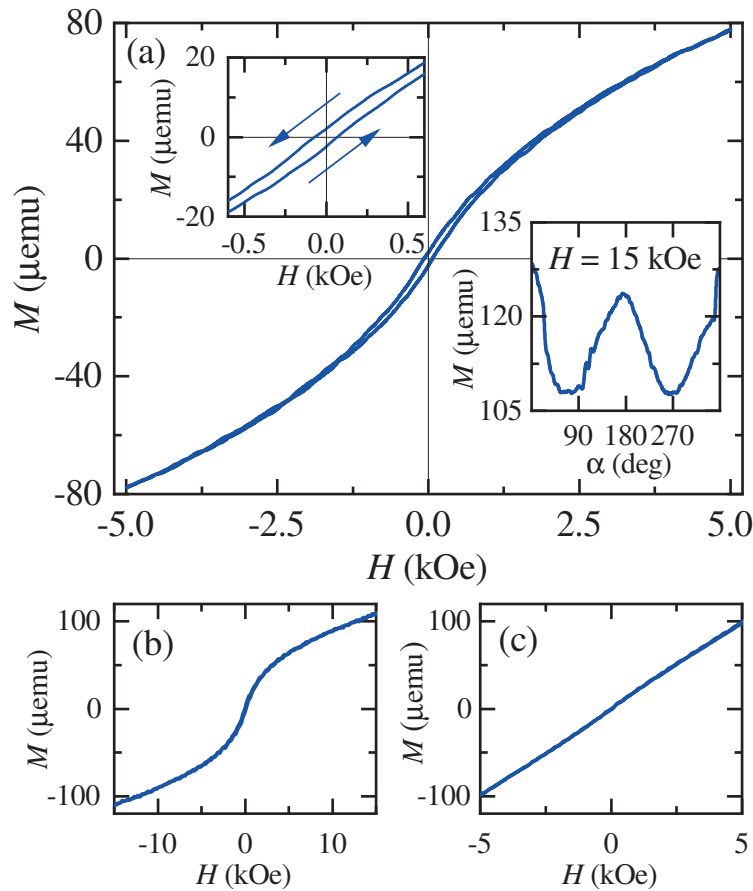 (a)
80
40
0
-40
-80
M (μemu)
-5.0 -2.5 0.0 2.5 5.0
H (kOe)
20
0
-20
M (μemu)
-0.5 0.0 0.5
H (kOe)
H = 15 kOe
135
120
105
M (μemu)
90 180 270
α (deg)
(b)
100
0
-100
M (μemu)
-10 0 10
H (kOe)
(c)
100
0
-100
M (μemu)
-5 0 5
H (kOe)